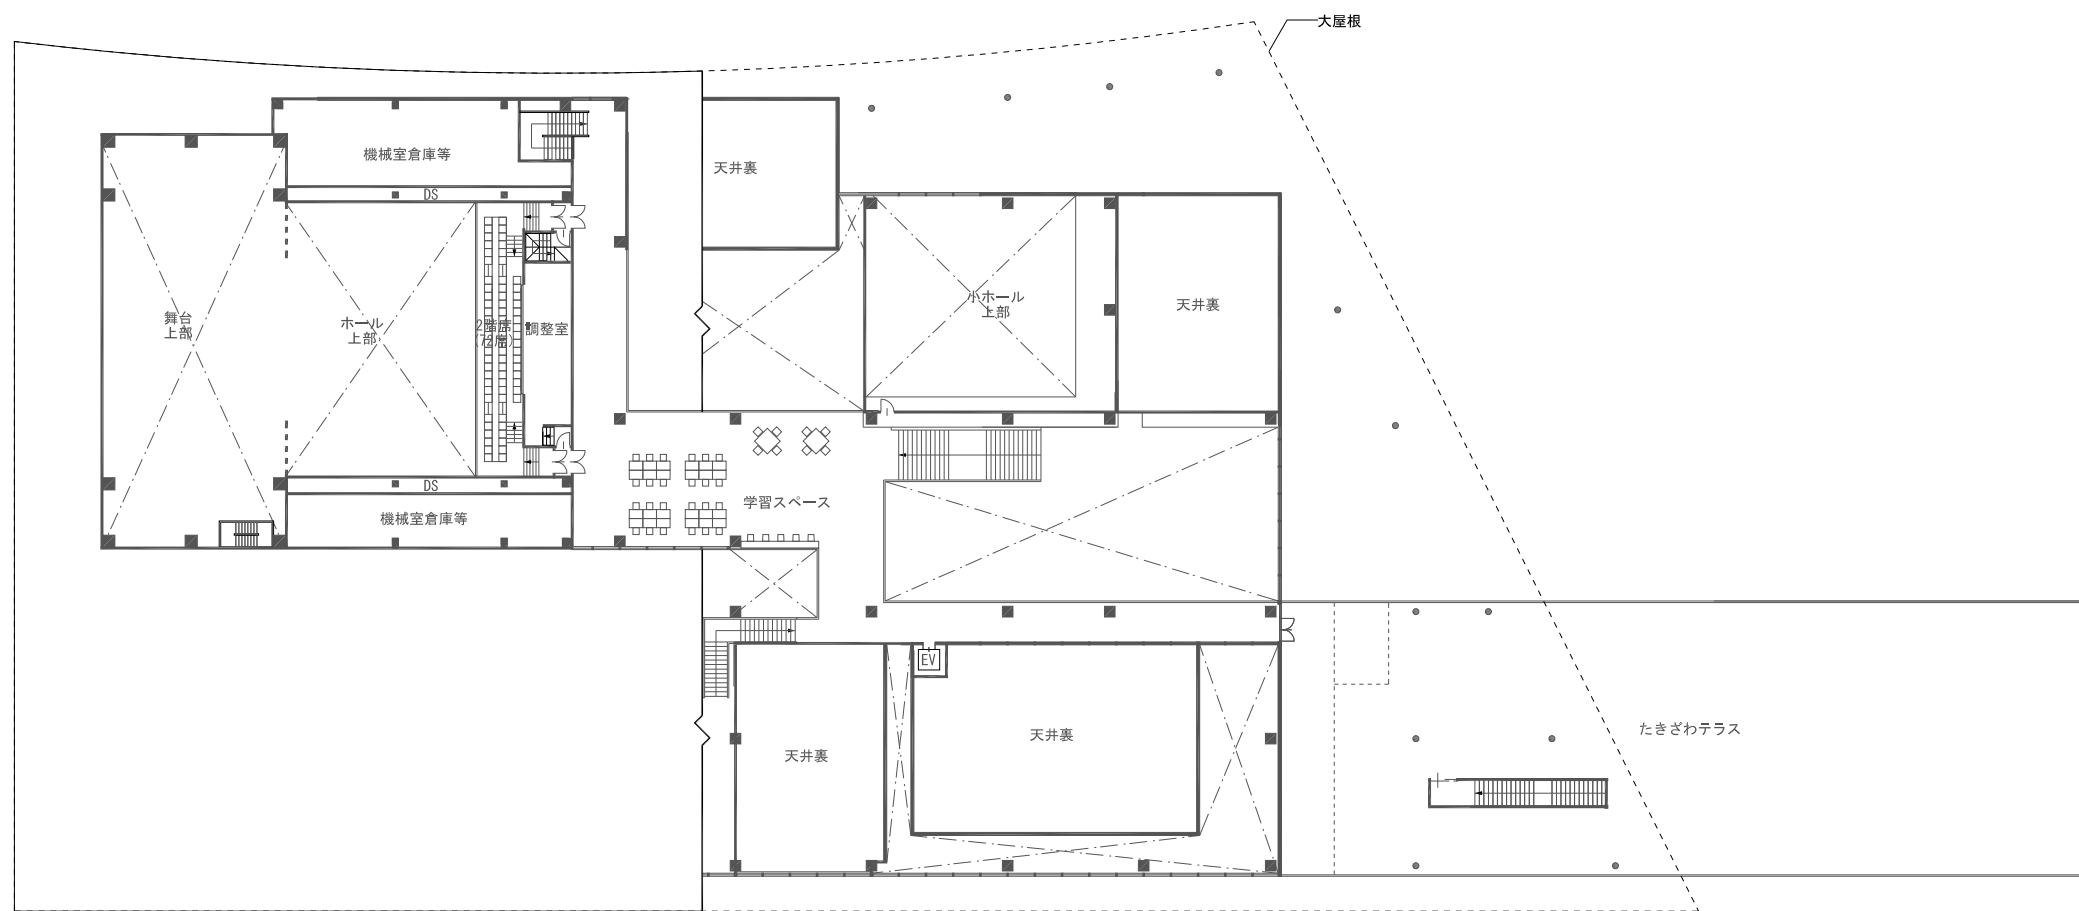 大屋根
機械室倉庫等
天井裏
DS
小ホール
上部
天井裏
舞台
上部
ホール
上部
2階席
(72席)
調整室
DS
学習スペース
機械室倉庫等
EV
天井裏
天井裏
たきざわテラス